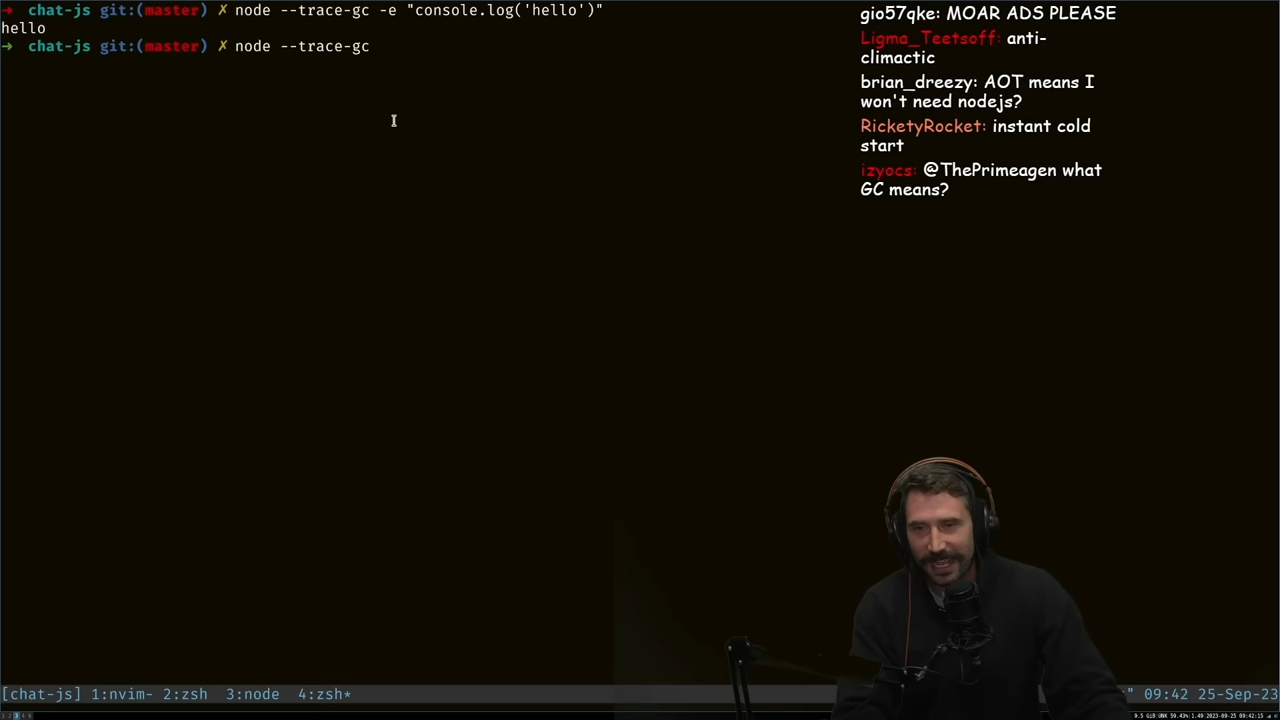 → chat-js git:(master) ✗ node --trace-gc -e "console.log('hello')"
hello
→ chat-js git:(master) ✗ node --trace-gc
gio57qke: MOAR ADS PLEASE
Ligma_Teetsoff: anti-
climactic
brian_dreezy: AOT means I
won't need nodejs?
RicketyRocket: instant cold
start
izyocs: @ThePrimeagen what
GC means?
[chat-js] 1:nvim- 2:zsh 3:node 4:zsh*
" 09:42 25-Sep-23